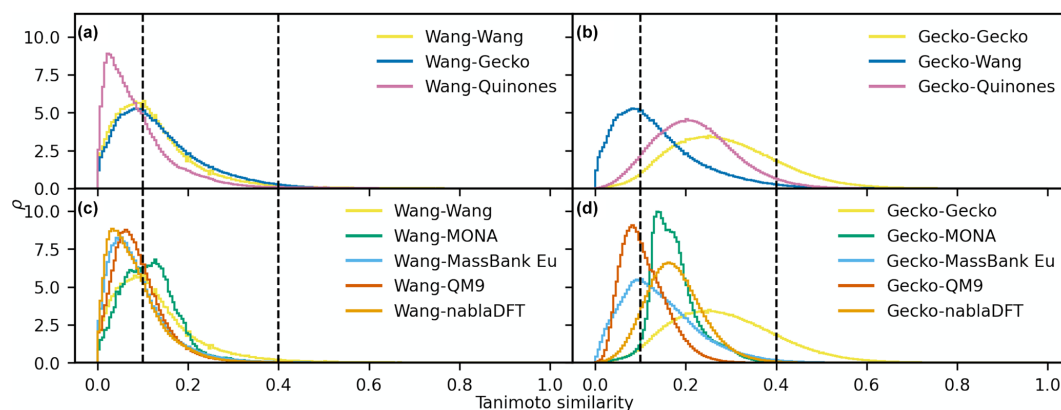 (a)
10.0
7.5
5.0
2.5
0.0
Wang-Wang
Wang-Gecko
Wang-Quinones
(b)
Gecko-Gecko
Gecko-Wang
Gecko-Quinones
ρ
(c)
10.0
7.5
5.0
2.5
0.0
Wang-Wang
Wang-MONA
Wang-MassBank Eu
Wang-QM9
Wang-nablaDFT
(d)
Gecko-Gecko
Gecko-MONA
Gecko-MassBank Eu
Gecko-QM9
Gecko-nablaDFT
0.0 0.2 0.4 0.6 0.8 1.0
0.0 0.2 0.4 0.6 0.8 1.0
Tanimoto similarity